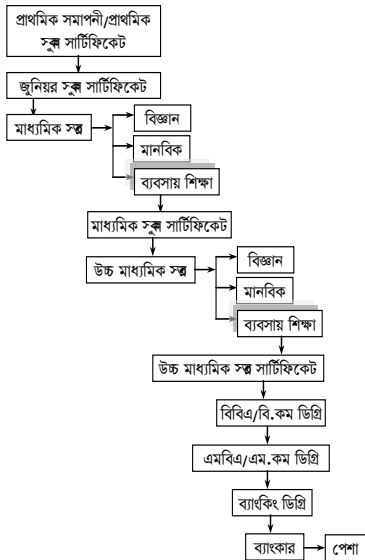 প্রাথমিক সমাপনী/প্রাথমিক
স্কুল সার্টিফিকেট
জুনিয়র স্কুল সার্টিফিকেট
মাধ্যমিক স্তর
বিজ্ঞান
মানবিক
ব্যবসায় শিক্ষা
মাধ্যমিক স্কুল সার্টিফিকেট
উচ্চ মাধ্যমিক স্তর
বিজ্ঞান
মানবিক
ব্যবসায় শিক্ষা
উচ্চ মাধ্যমিক স্তর সার্টিফিকেট
বিবিএ/বি.কম ডিগ্রি
এমবিএ/এম.কম ডিগ্রি
ব্যাংকিং ডিগ্রি
ব্যাংকার
পেশা